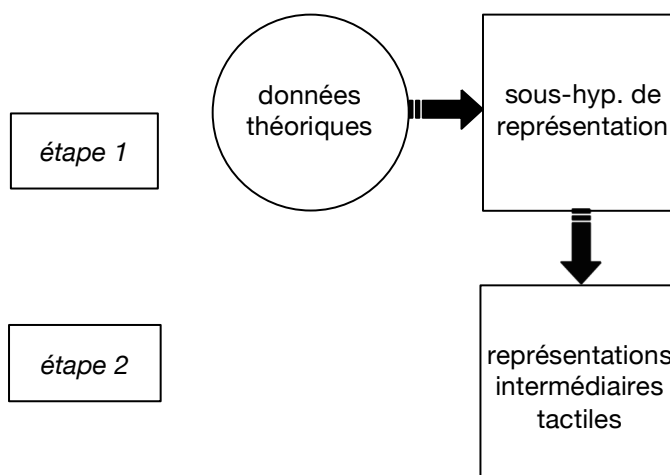 données
théoriques
sous-hyp. de
représentation
étape 1
étape 2
représentations
intermédiaires
tactiles